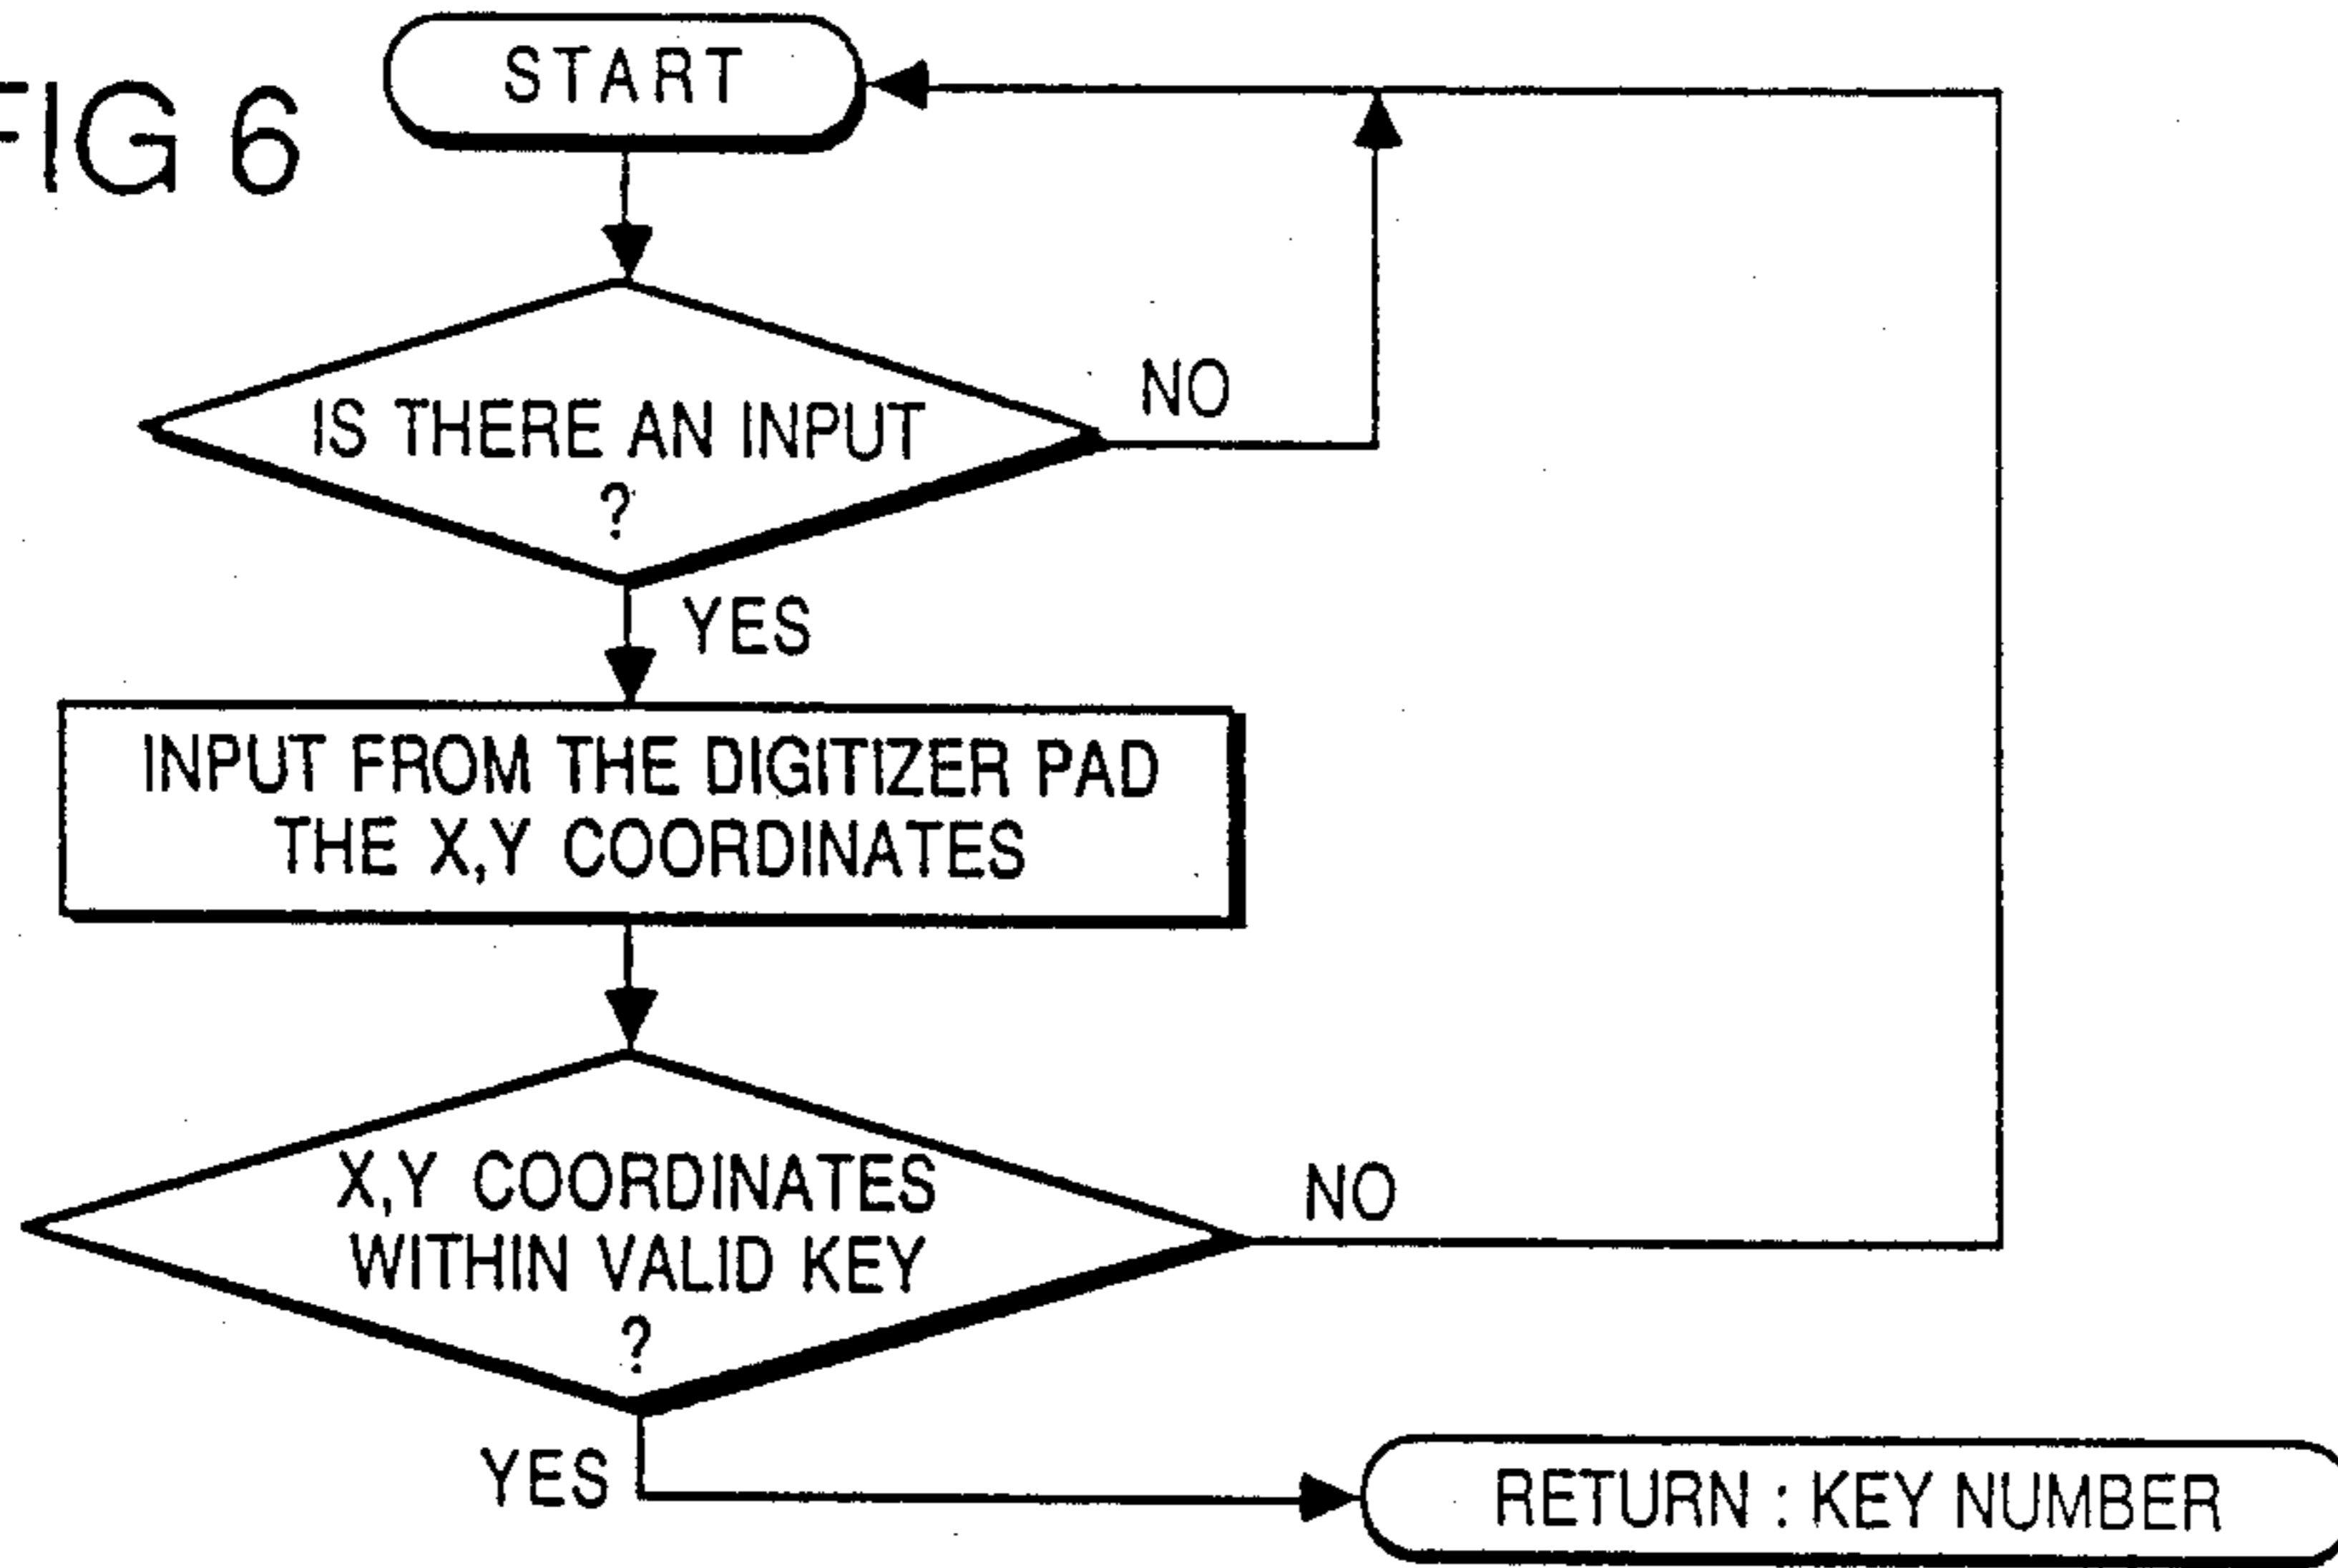 FIG 6
START
IS THERE AN INPUT
?
NO
YES
INPUT FROM THE DIGITIZER PAD
THE X,Y COORDINATES
X,Y COORDINATES
WITHIN VALID KEY
?
NO
YES
RETURN : KEY NUMBER